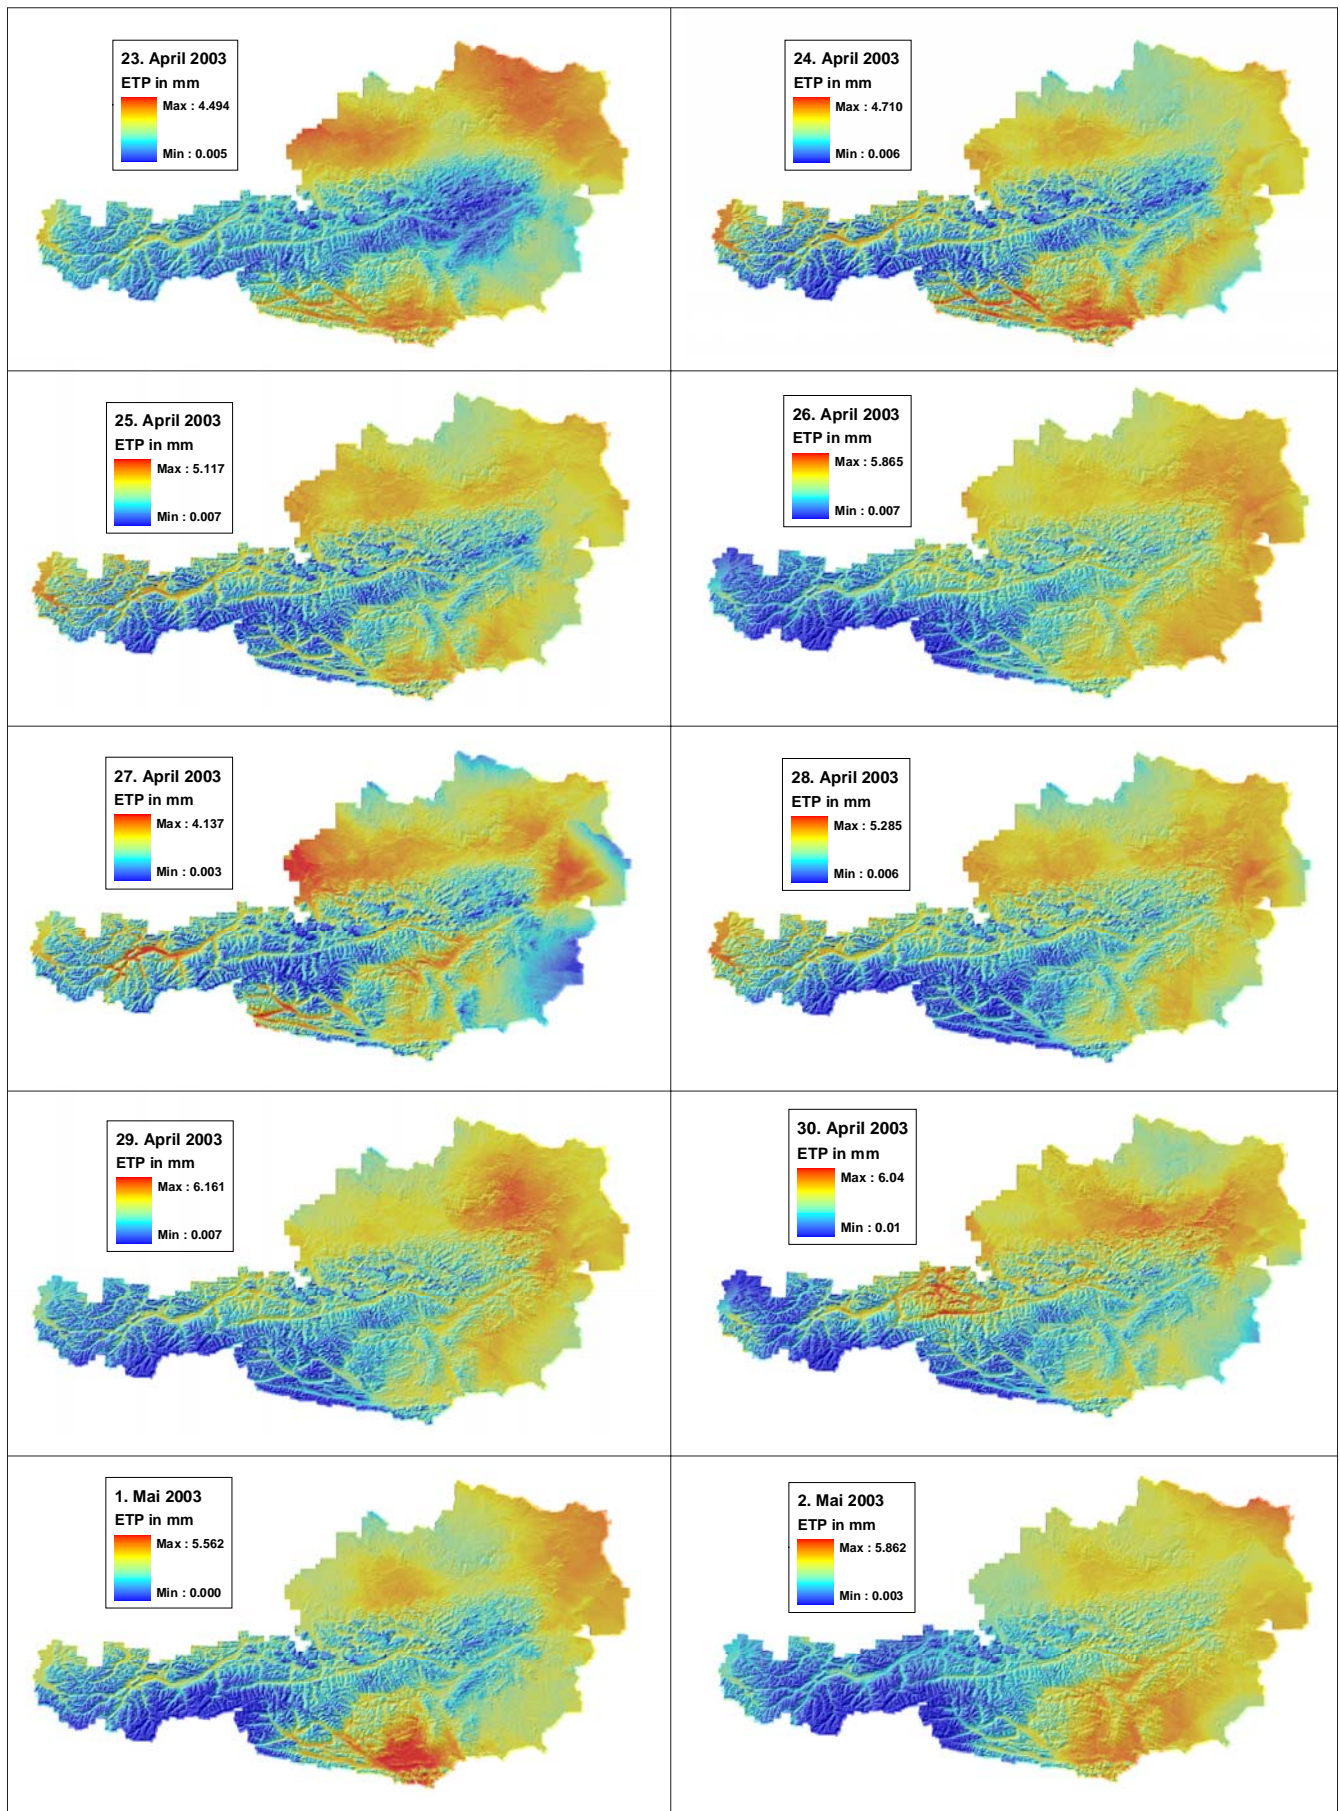 23. April 2003
ETP in mm
Max : 4.494
Min : 0.005
24. April 2003
ETP in mm
Max : 4.710
Min : 0.006
25. April 2003
ETP in mm
Max : 5.117
Min : 0.007
26. April 2003
ETP in mm
Max : 5.865
Min : 0.007
27. April 2003
ETP in mm
Max : 4.137
Min : 0.003
28. April 2003
ETP in mm
Max : 5.285
Min : 0.006
29. April 2003
ETP in mm
Max : 6.161
Min : 0.007
30. April 2003
ETP in mm
Max : 6.04
Min : 0.01
1. Mai 2003
ETP in mm
Max : 5.562
Min : 0.000
2. Mai 2003
ETP in mm
Max : 5.862
Min : 0.003